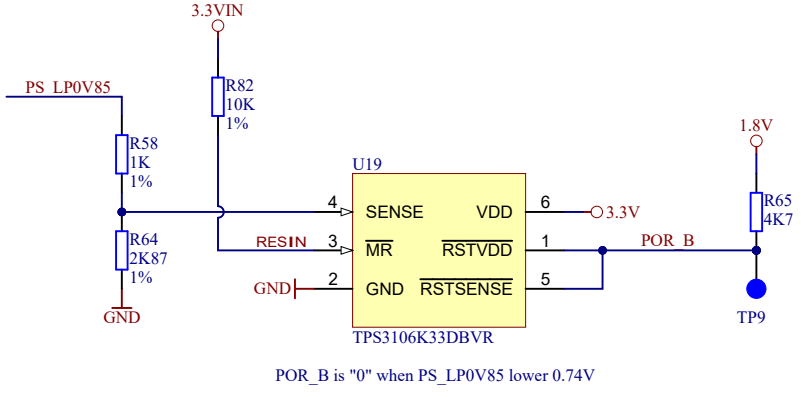 3.3VIN
PS_LP0V85
R82
10K
1%
R58
1K
1%
1.8V
U19
R65
4K7
4
SENSE
VDD
6
3.3V
R64
2K87
1%
RESIN
3
MR
RSTVDD
1
POR_B
GND
2
GND
RSTSENSE
5
GND
TP9
TPS3106K33DBVR
POR_B is "0" when PS_LP0V85 lower 0.74V